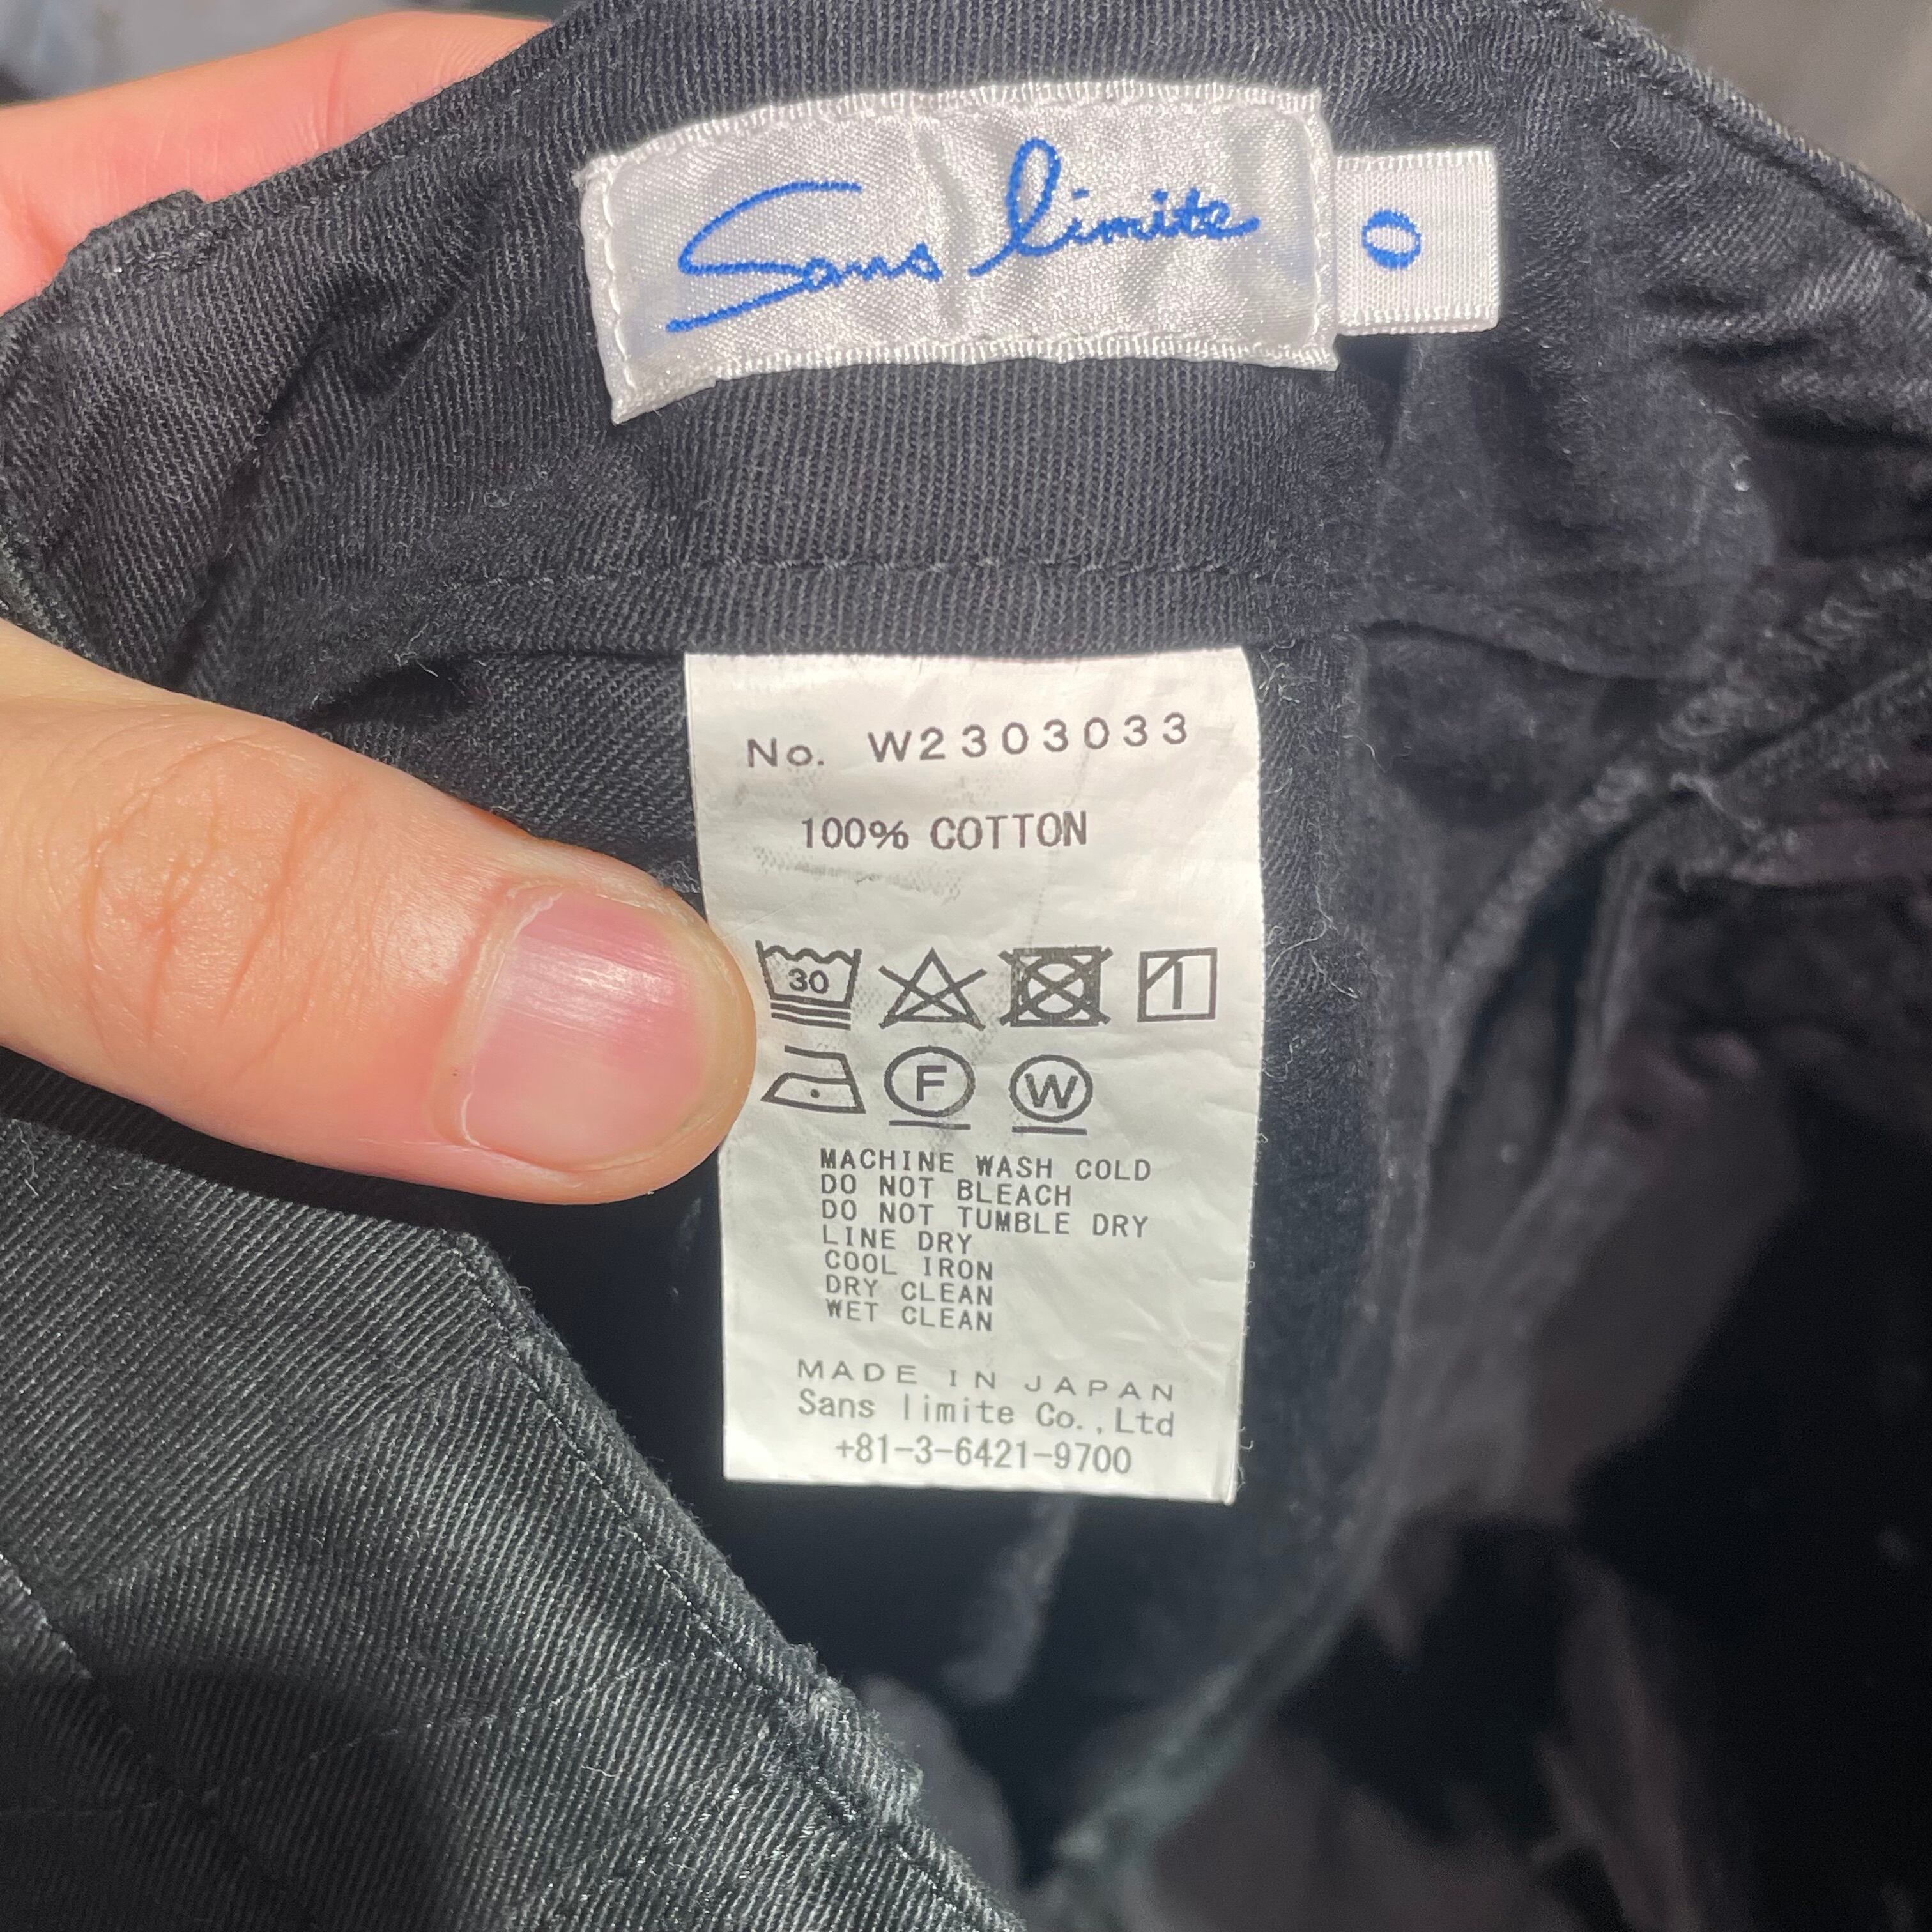 Sans limite
0
No. W2303033
100% COTTON
30
F W
MACHINE WASH COLD
DO NOT BLEACH
DO NOT TUMBLE DRY
LINE DRY
COOL IRON
DRY CLEAN
WET CLEAN
MADE IN JAPAN
Sans limite Co.,Ltd
+81-3-6421-9700